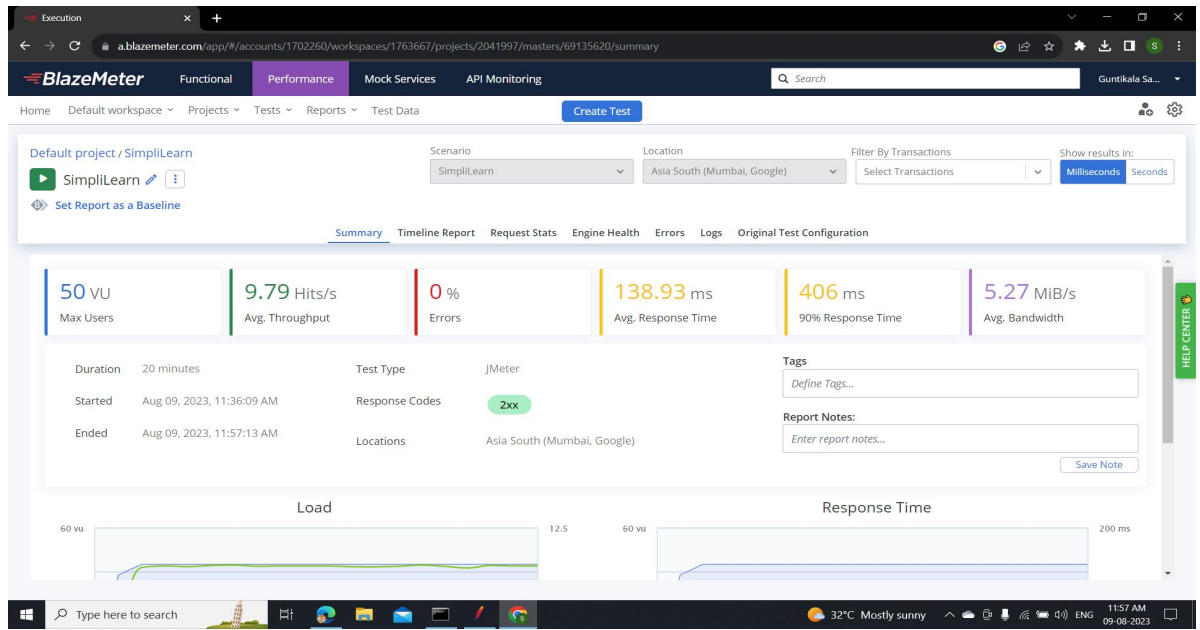 Execution
a.blazemeter.com/app/#/accounts/1702260/workspaces/1763667/projects/2041997/masters/69135620/summary
S
BlazeMeter Functional Performance Mock Services API Monitoring Search Guntikala Sa...
Home Default workspace Projects Tests Reports Test Data Create Test
Default project / SimpliLearn
SimpliLearn
Set Report as a Baseline
Scenario Location Filter By Transactions Show results in:
SimpliLearn Asia South (Mumbai, Google) Select Transactions Milliseconds Seconds
Summary Timeline Report Request Stats Engine Health Errors Logs Original Test Configuration
50 VU 9.79 Hits/s 0 % 138.93 ms 406 ms 5.27 MiB/s
Max Users Avg. Throughput Errors Avg. Response Time 90% Response Time Avg. Bandwidth
HELP CENTER
Duration 20 minutes Test Type JMeter
Started Aug 09, 2023, 11:36:09 AM Response Codes 2xx
Ended Aug 09, 2023, 11:57:13 AM Locations Asia South (Mumbai, Google)
Tags
Define Tags...
Report Notes:
Enter report notes...
Save Note
Load Response Time
60 vu 12.5 60 vu 200 ms
Type here to search 32°C Mostly sunny ENG 11:57 AM
09-08-2023